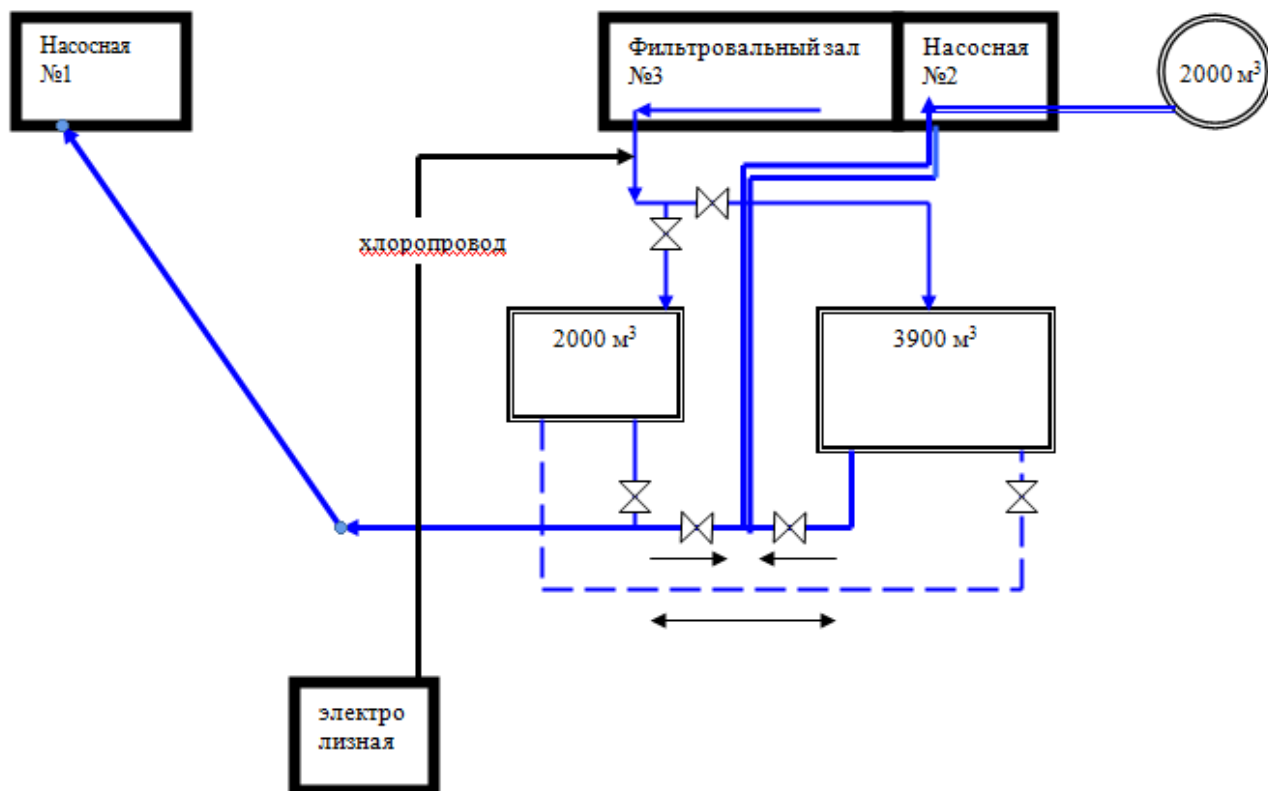 Насосная
№1
Фильтровальный зал
№3
Насосная
№2
2000 м³
хлоропровод
2000 м³
3900 м³
электро
лизная